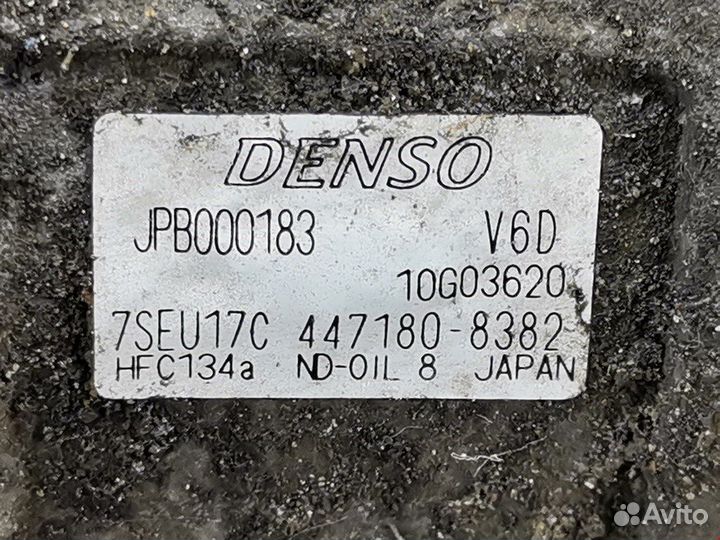 DENSO
JPB000183 V6D
10G03620
7SEU17C 447180-8382
HFC134a ND-OIL 8 JAPAN
Avito